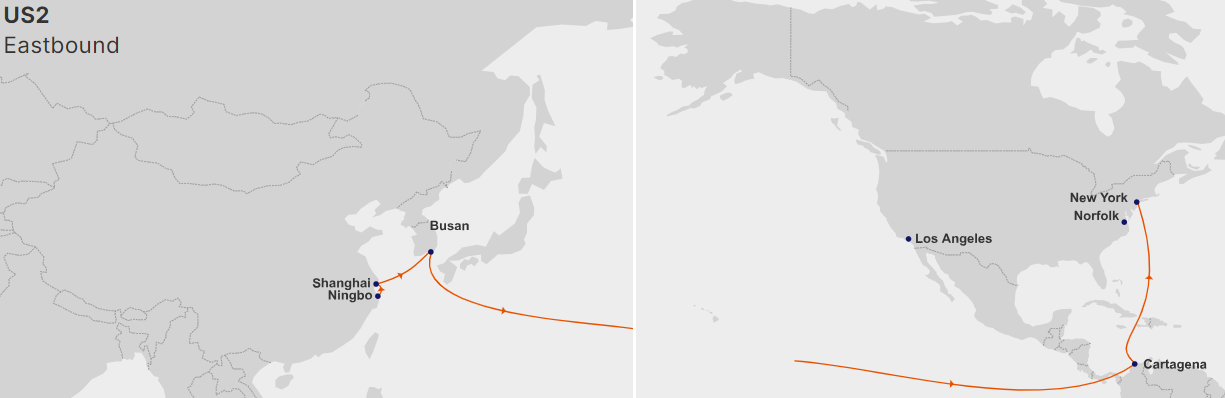 US2
Eastbound
Busan
Shanghai
Ningbo
New York
Norfolk
Los Angeles
Cartagena